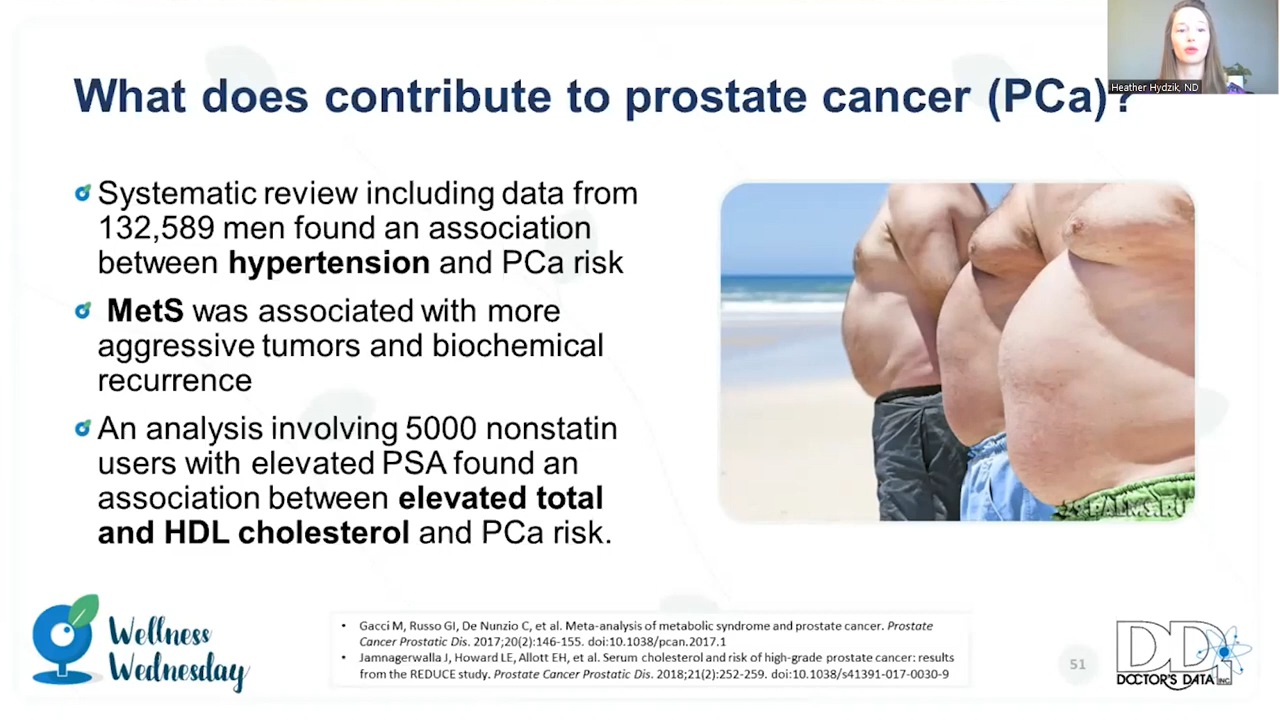 Heather Hydzik, ND
What does contribute to prostate cancer (PCa)?
Systematic review including data from
132,589 men found an association
between hypertension and PCa risk
MetS was associated with more
aggressive tumors and biochemical
recurrence
An analysis involving 5000 nonstatin
users with elevated PSA found an
association between elevated total
and HDL cholesterol and PCa risk.
PALMS.RU
Wellness
Wednesday
• Gacci M, Russo GI, De Nunzio C, et al. Meta-analysis of metabolic syndrome and prostate cancer. Prostate
Cancer Prostatic Dis. 2017;20(2):146-155. doi:10.1038/pcan.2017.1
• Jamnagerwalla J, Howard LE, Allott EH, et al. Serum cholesterol and risk of high-grade prostate cancer: results
from the REDUCE study. Prostate Cancer Prostatic Dis. 2018;21(2):252-259. doi:10.1038/s41391-017-0030-9
51
DDI
DOCTOR'S DATA INC.